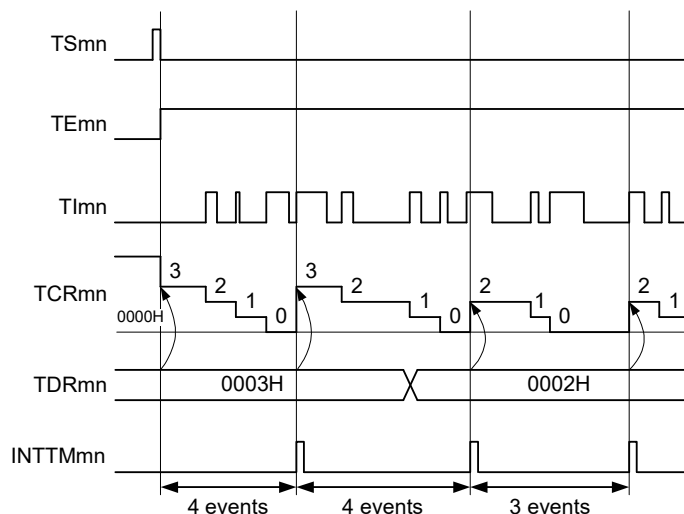 TSmn
TEmn
TImn
TCRmn
3 2 1 0 3 2 1 0 2 1 0 2 1
0000H
TDRmn
0003H 0002H
INTTMmn
4 events 4 events 3 events